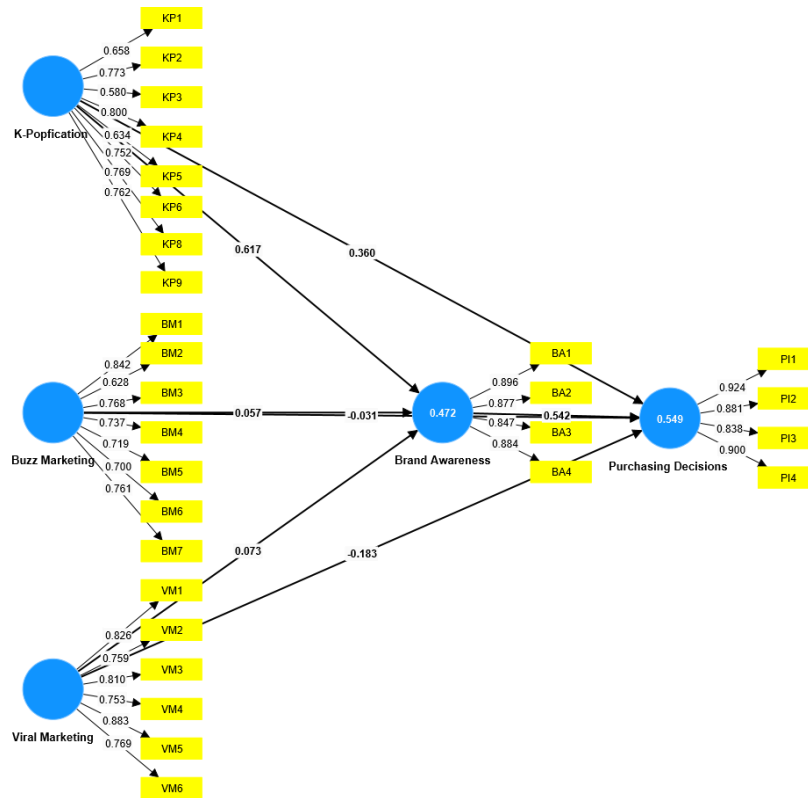 KP1
0.658
KP2
0.773
KP3
0.580
0.800
K-Popfication
KP4
0.634
0.752
KP5
0.769
0.762
KP6
KP8
0.617
0.360
KP9
BM1
BM2
0.842
0.628
BM3
0.768
0.737
BM4
0.719
Buzz Marketing
BM5
0.700
0.761
BM6
BM7
0.057
-0.031
BA1
0.896
BA2
0.877
0.472
0.542
0.847
BA3
0.884
Brand Awareness
BA4
PI1
0.924
PI2
0.881
0.549
0.838
PI3
0.900
Purchasing Decisions
PI4
0.073
-0.183
VM1
0.826
VM2
0.759
VM3
0.810
0.753
VM4
0.883
Viral Marketing
0.769
VM5
VM6